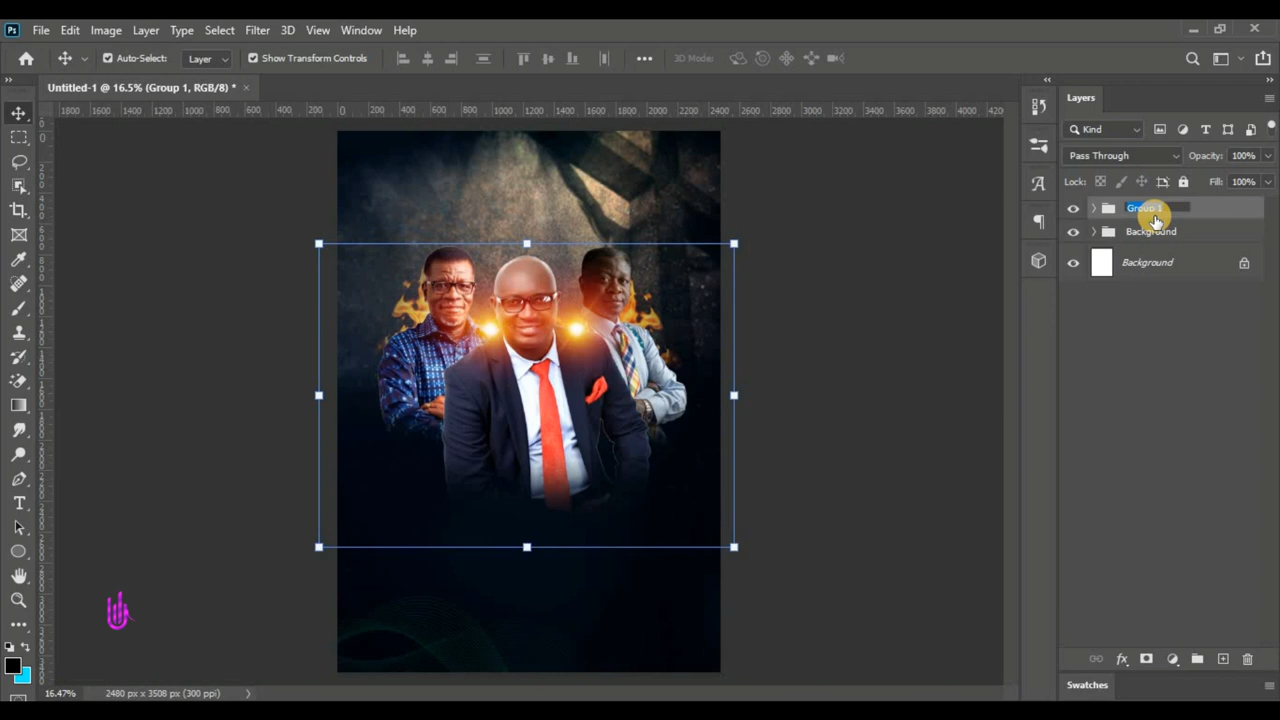 Ps File Edit Image Layer Type Select Filter 3D View Window Help
Auto-Select: Layer Show Transform Controls 3D Mode:
Untitled-1 @ 16.5% (Group 1, RGB/8) *
1800 1600 1400 1200 1000 800 600 400 200 0 200 400 600 800 1000 1200 1400 1600 1800 2000 2200 2400 2600 2800 3000 3200 3400 3600 3800 4000 420
Layers
Kind
Pass Through Opacity: 100%
Lock: Fill: 100%
Group 1
Background
Background
Swatches
16.47% 2480 px x 3508 px (300 ppi)